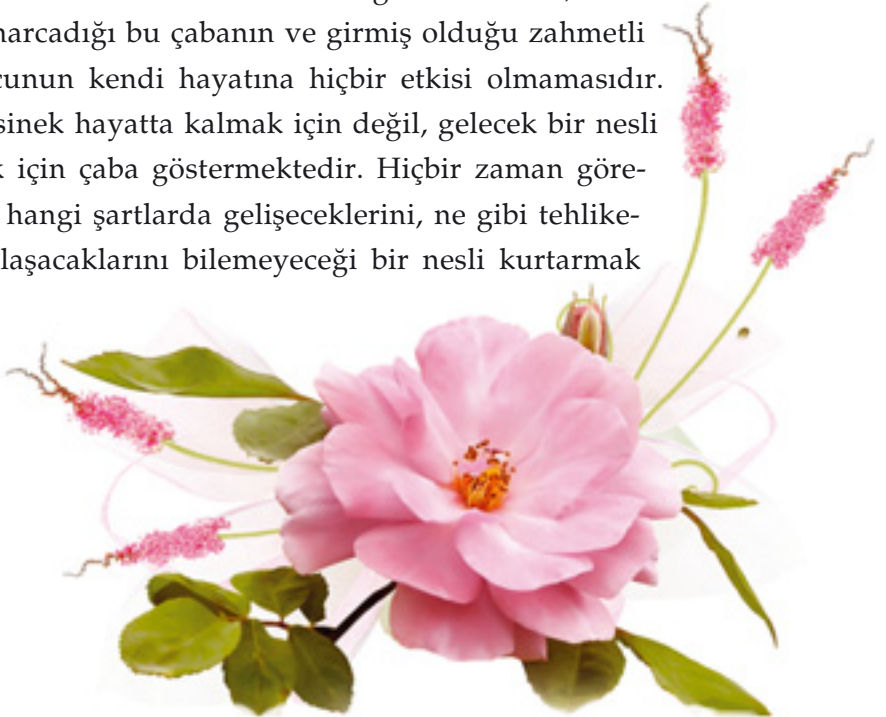 harcadığı bu çabanın ve girmiş olduğu zahmetli
cunun kendi hayatına hiçbir etkisi olmamasıdır.
sinek hayatta kalmak için değil, gelecek bir nesli
k için çaba göstermektedir. Hiçbir zaman göre-
hangi şartlarda gelişeceklerini, ne gibi tehlike-
laşacaklarını bilemeyeceği bir nesli kurtarmak